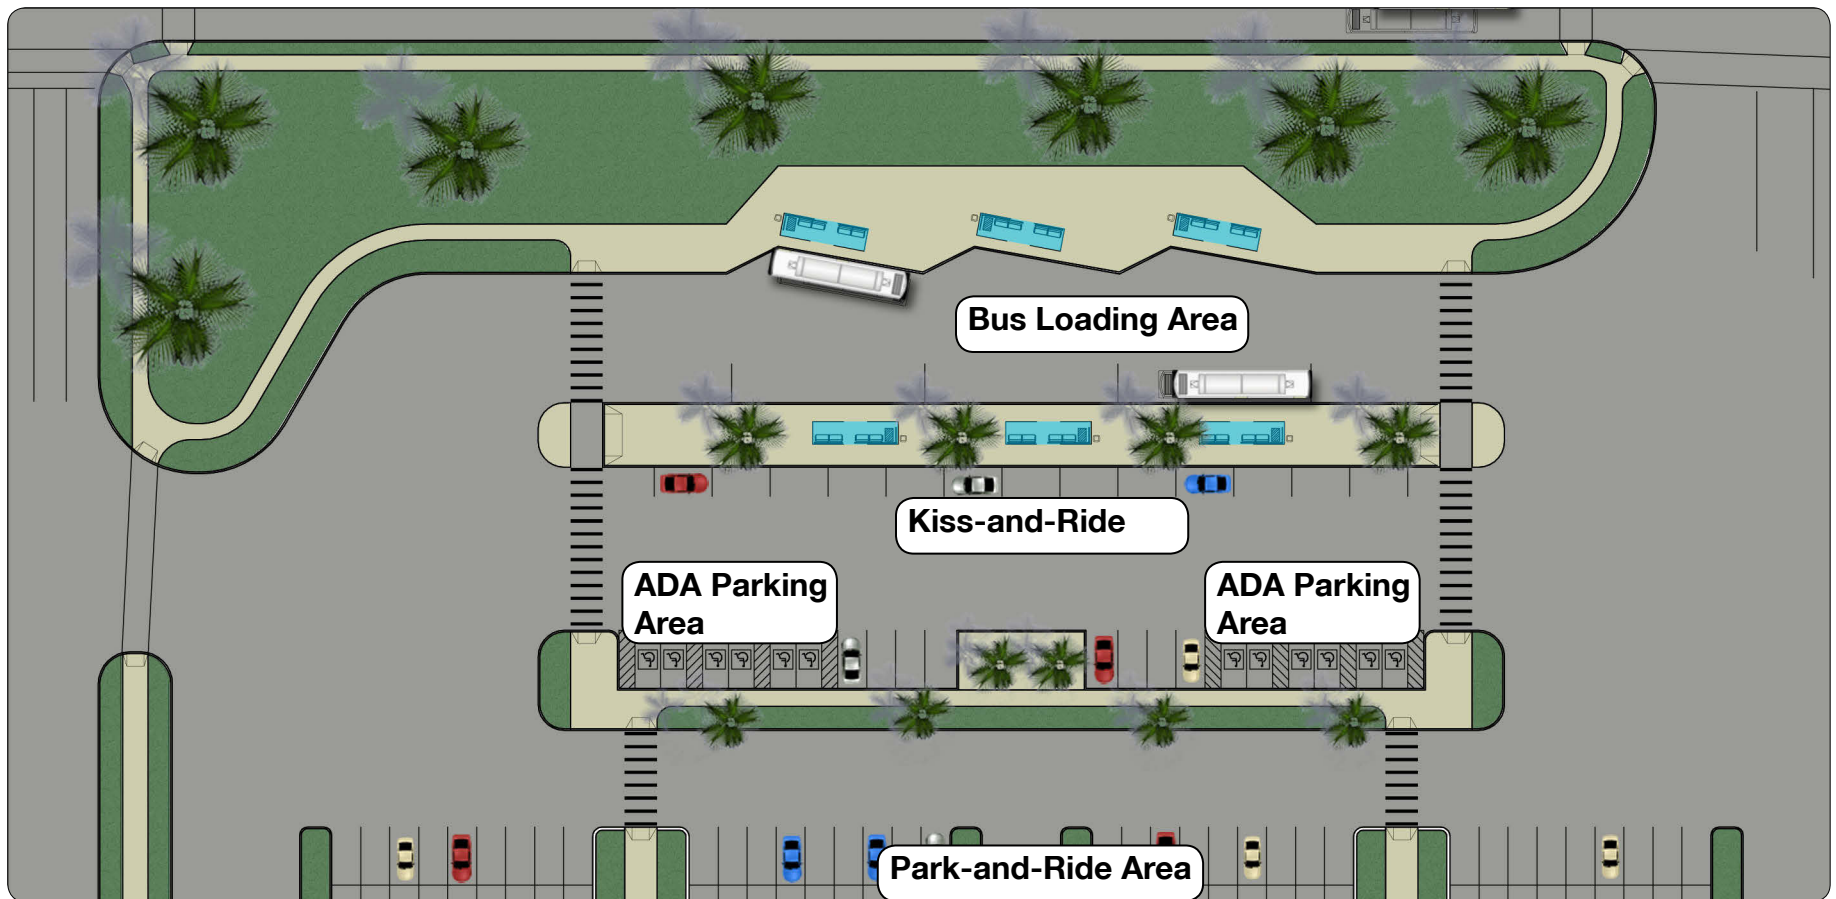 Bus Loading Area
Kiss-and-Ride
ADA Parking
Area
ADA Parking
Area
Park-and-Ride Area